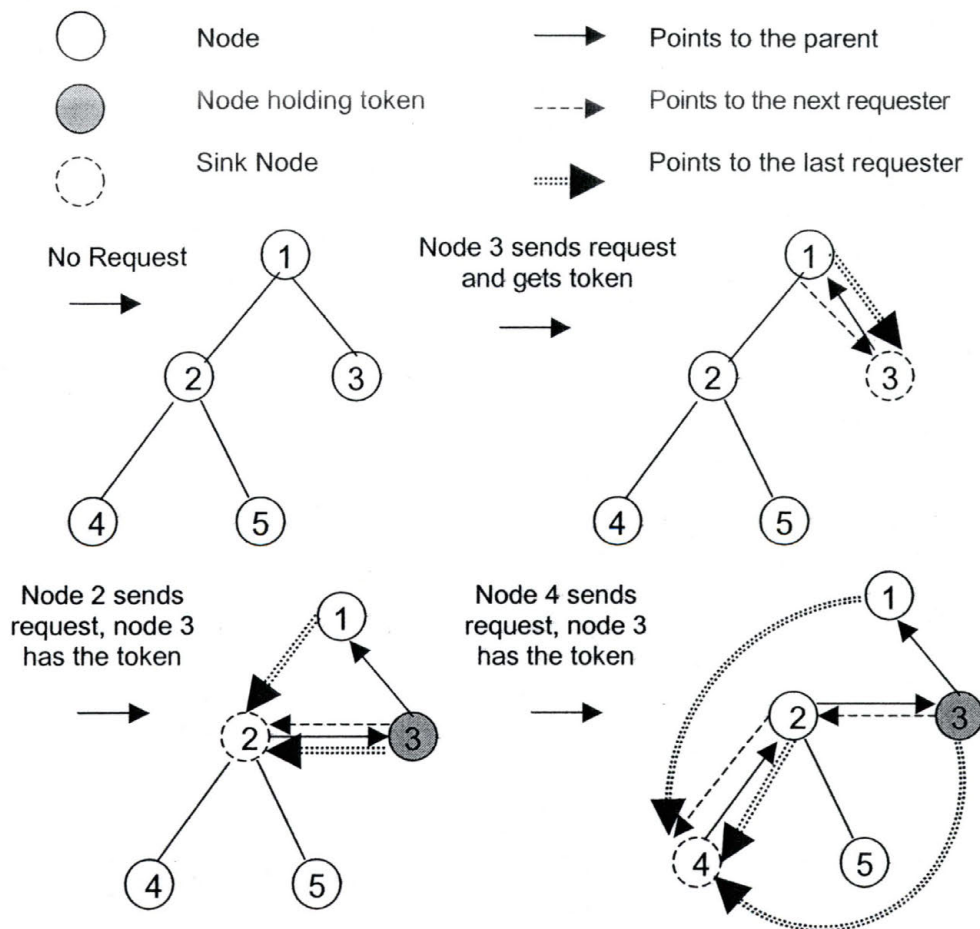 Node
Points to the parent
Node holding token
Points to the next requester
Sink Node
Points to the last requester
No Request
1
2
3
4
5
Node 3 sends request
and gets token
1
3
2
4
5
Node 2 sends
request, node 3
has the token
1
2
3
4
5
Node 4 sends
request, node 3
has the token
1
2
3
4
5